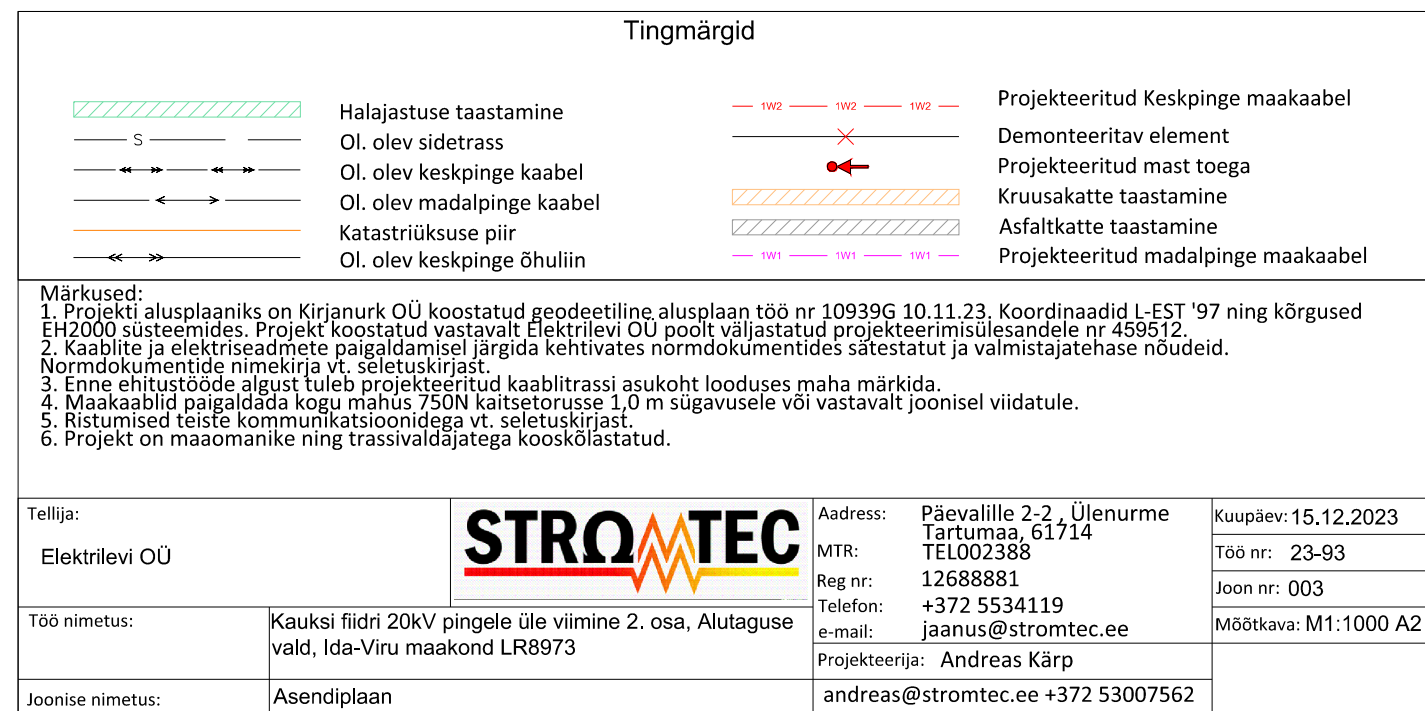 Tingmärgid
Halajastuse taastamine
S
Ol. olev sidetrass
Ol. olev keskpinge kaabel
Ol. olev madalpinge kaabel
Katastriüksuse piir
Ol. olev keskpinge õhuliin
1W2 1W2 1W2
Projekteeritud Keskpinge maakaabel
Demonteeritav element
Projekteeritud mast toega
Kruusakatte taastamine
Asfaltkatte taastamine
1W1 1W1 1W1
Projekteeritud madalpinge maakaabel
Märkused:
1. Projekti alusplaaniks on Kirjanurk OÜ koostatud geodeetiline alusplaan töö nr 10939G 10.11.23. Koordinaadid L-EST '97 ning kõrgused
EH2000 süsteemides. Projekt koostatud vastavalt Elektrilevi OÜ poolt väljastatud projekteerimisülesandele nr 459512.
2. Kaablite ja elektriseadmete paigaldamisel järgida kehtivates normdokumentides sätestatut ja valmistajatehase nõudeid.
Normdokumentide nimekirja vt. seletuskirjast.
3. Enne ehitustööde algust tuleb projekteeritud kaablitrassi asukoht looduses maha märkida.
4. Maakaablid paigaldada kogu mahus 750N kaitsetorusse 1,0 m sügavusele või vastavalt joonisel viidatule.
5. Ristumised teiste kommunikatsioonidega vt. seletuskirjast.
6. Projekt on maaomanike ning trassivaldajatega kooskõlastatud.
Tellija:
Elektrilevi OÜ
STRΩMTEC
Aadress: Päevalille 2-2 , Ülenurme
Tartumaa, 61714
MTR: TEL002388
Reg nr: 12688881
Telefon: +372 5534119
e-mail: jaanus@stromtec.ee
Kuupäev: 15.12.2023
Töö nr: 23-93
Joon nr: 003
Mõõtkava: M1:1000 A2
Töö nimetus:
Kauksi fiidri 20kV pingele üle viimine 2. osa, Alutaguse
vald, Ida-Viru maakond LR8973
Projekteerija: Andreas Kärp
Joonise nimetus: Asendiplaan
andreas@stromtec.ee +372 53007562